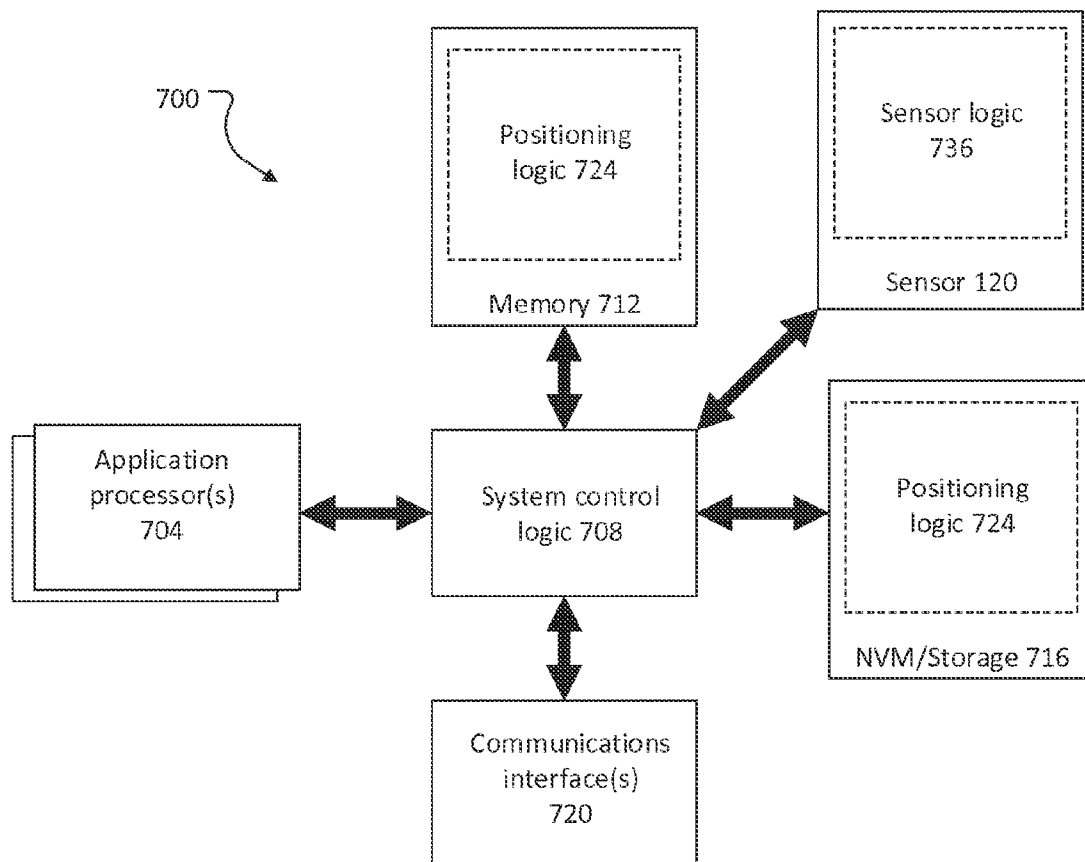 700
Positioning
logic 724
Memory 712
Sensor logic
736
Sensor 120
Application
processor(s)
704
System control
logic 708
Positioning
logic 724
NVM/Storage 716
Communications
interface(s)
720